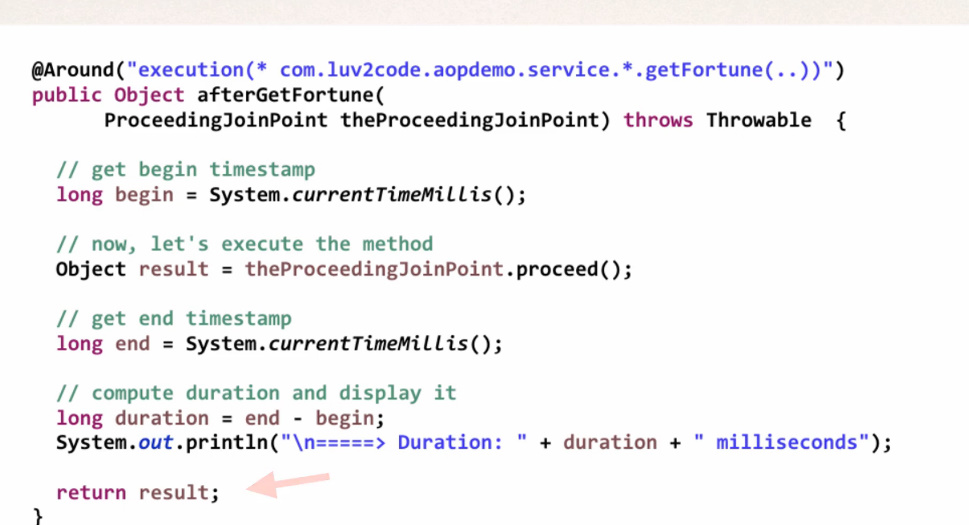 @Around("execution(* com.luv2code.aopdemo.service.*.getFortune(..))")
public Object afterGetFortune(
ProceedingJoinPoint theProceedingJoinPoint) throws Throwable {
// get begin timestamp
long begin = System.currentTimeMillis();
// now, let's execute the method
Object result = theProceedingJoinPoint.proceed();
// get end timestamp
long end = System.currentTimeMillis();
// compute duration and display it
long duration = end - begin;
System.out.println("\n=====> Duration: " + duration + " milliseconds");
return result;
}